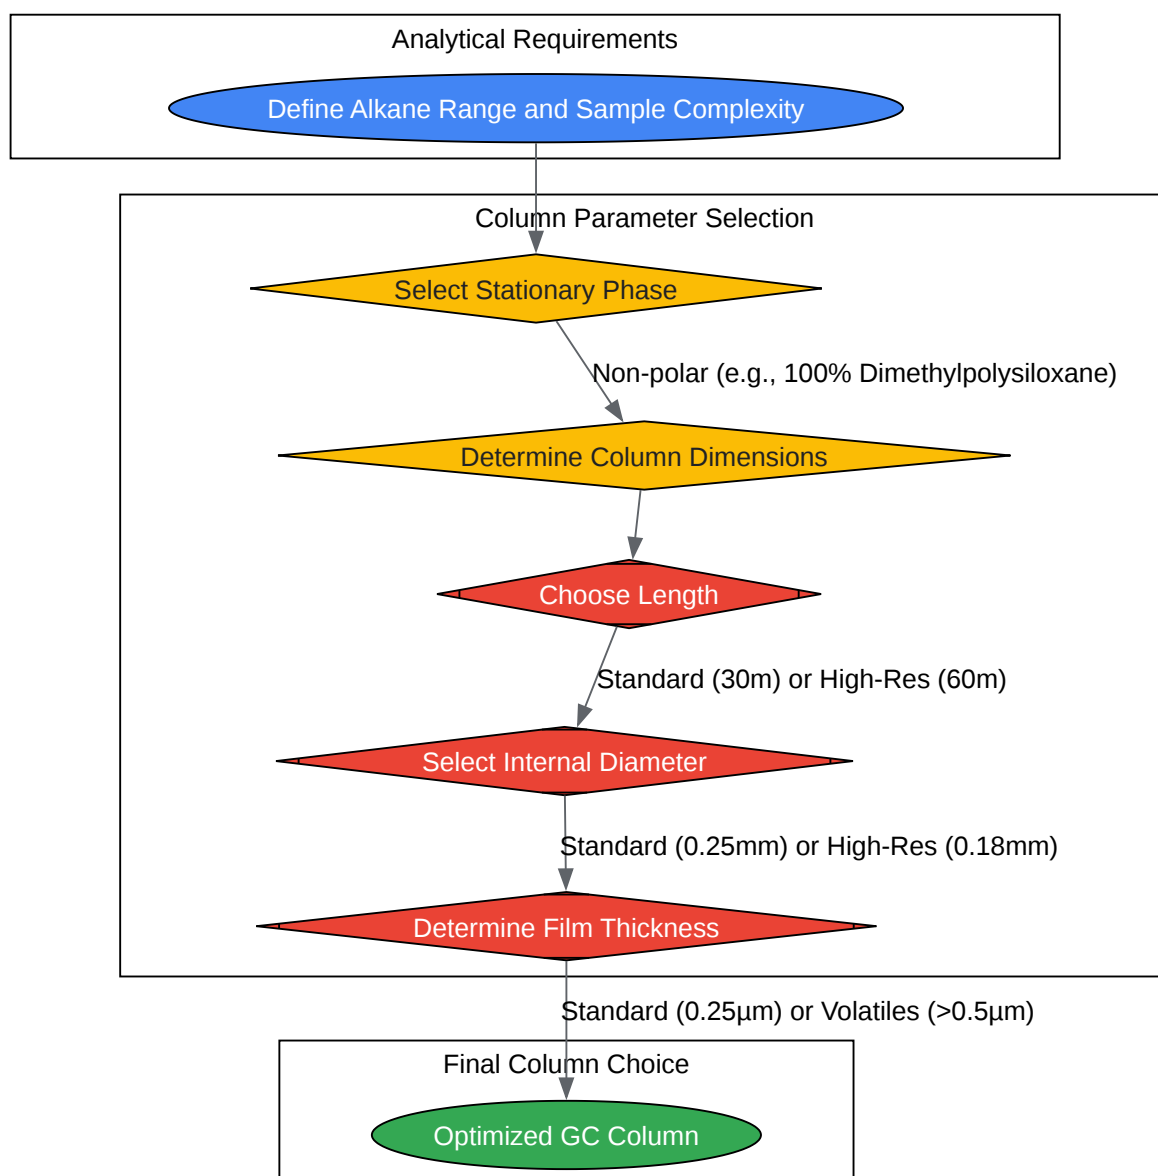 Analytical Requirements
Define Alkane Range and Sample Complexity
Column Parameter Selection
Select Stationary Phase
Non-polar (e.g., 100% Dimethylpolysiloxane)
Determine Column Dimensions
Choose Length
Standard (30m) or High-Res (60m)
Select Internal Diameter
Standard (0.25mm) or High-Res (0.18mm)
Determine Film Thickness
Standard (0.25µm) or Volatiles (>0.5µm)
Final Column Choice
Optimized GC Column